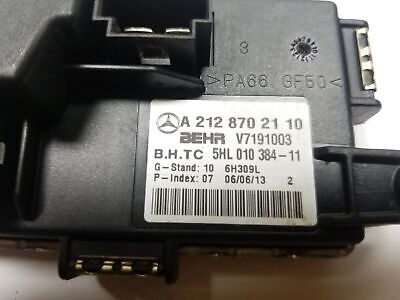 3
>PA66 GF50<
A 212 870 21 10
BEHR V7191003
B.H.TC 5HL 010 384-11
G-Stand: 10 6H309L
P-Index: 07 06/06/13 2